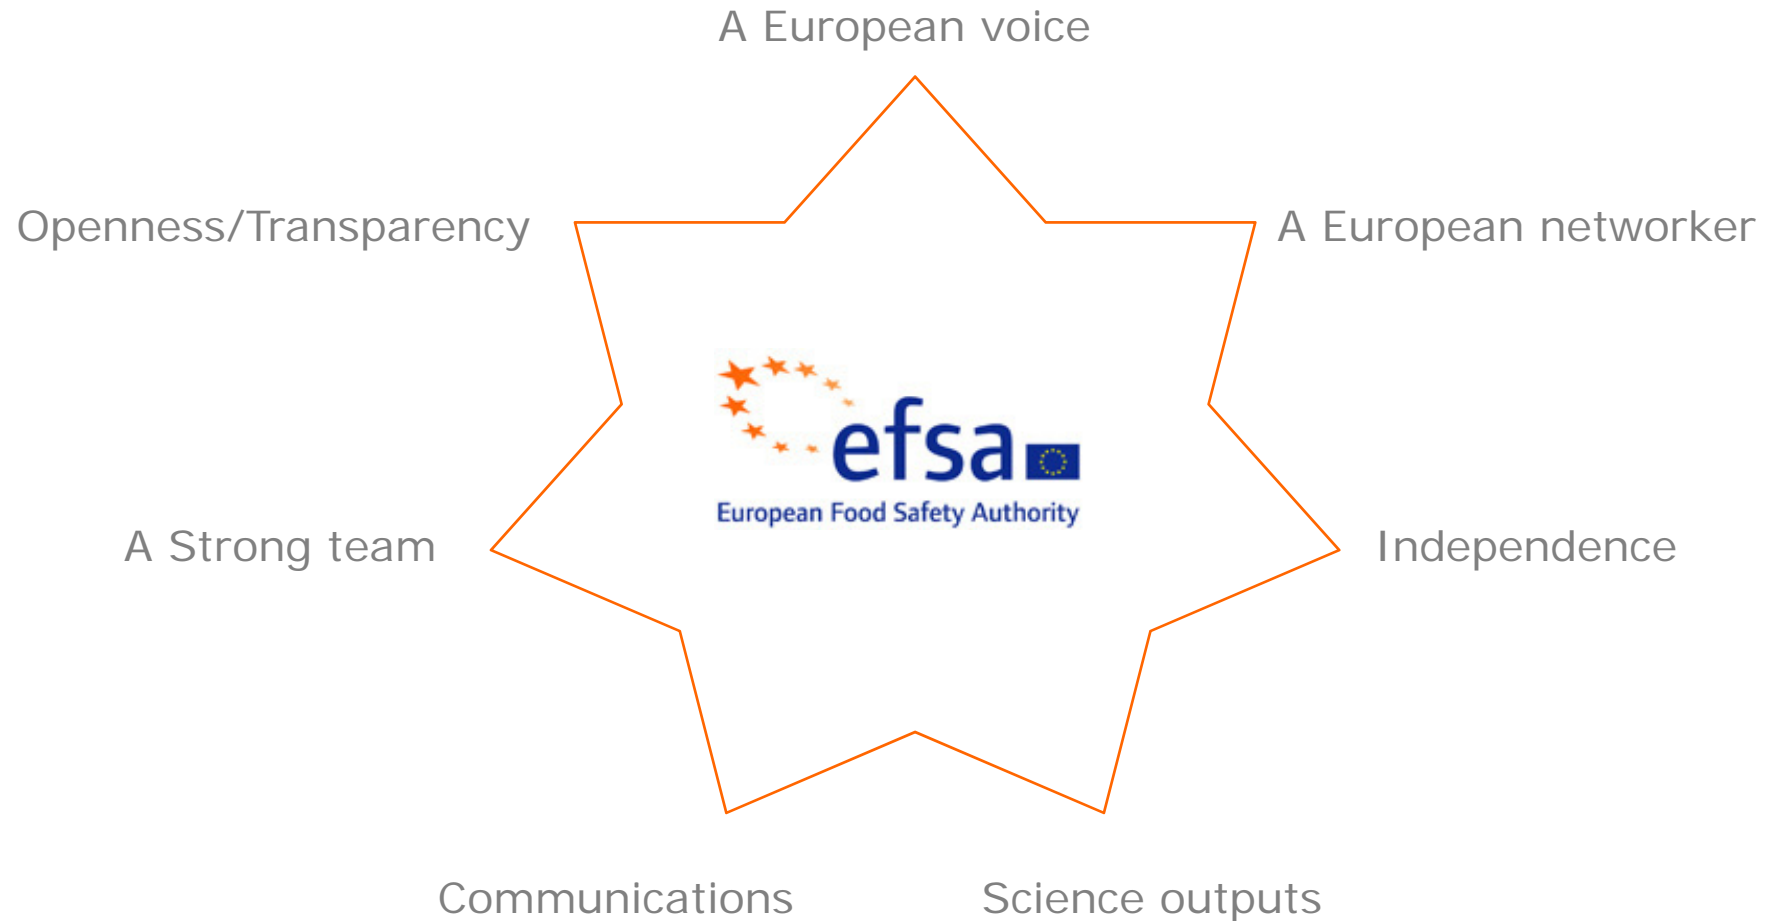 A European voice
Openness/Transparency
A European networker
efsa
European Food Safety Authority
A Strong team
Independence
Communications
Science outputs